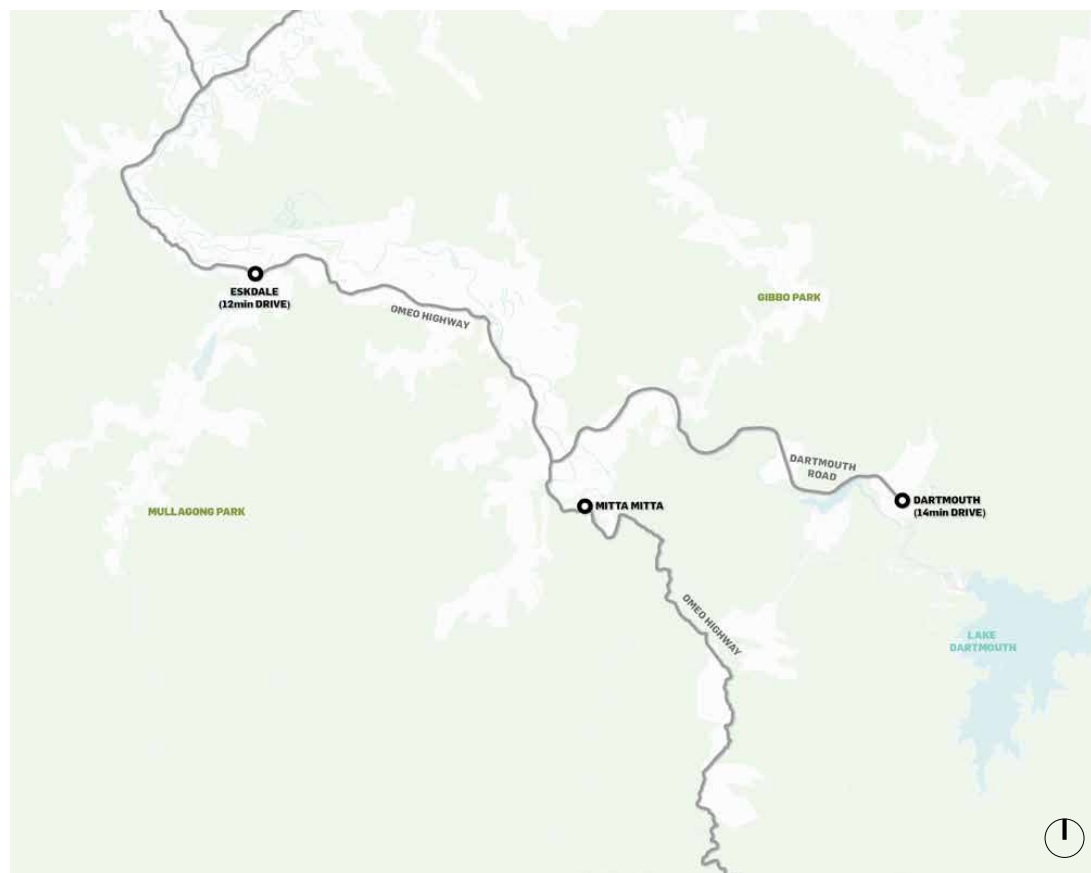 GIBBO PARK
ESKDALE
(12min DRIVE)
OMEO HIGHWAY
DARTMOUTH
ROAD
DARTMOUTH
(14min DRIVE)
MITTA MITTA
MULLAGONG PARK
OMEO HIGHWAY
LAKE
DARTMOUTH